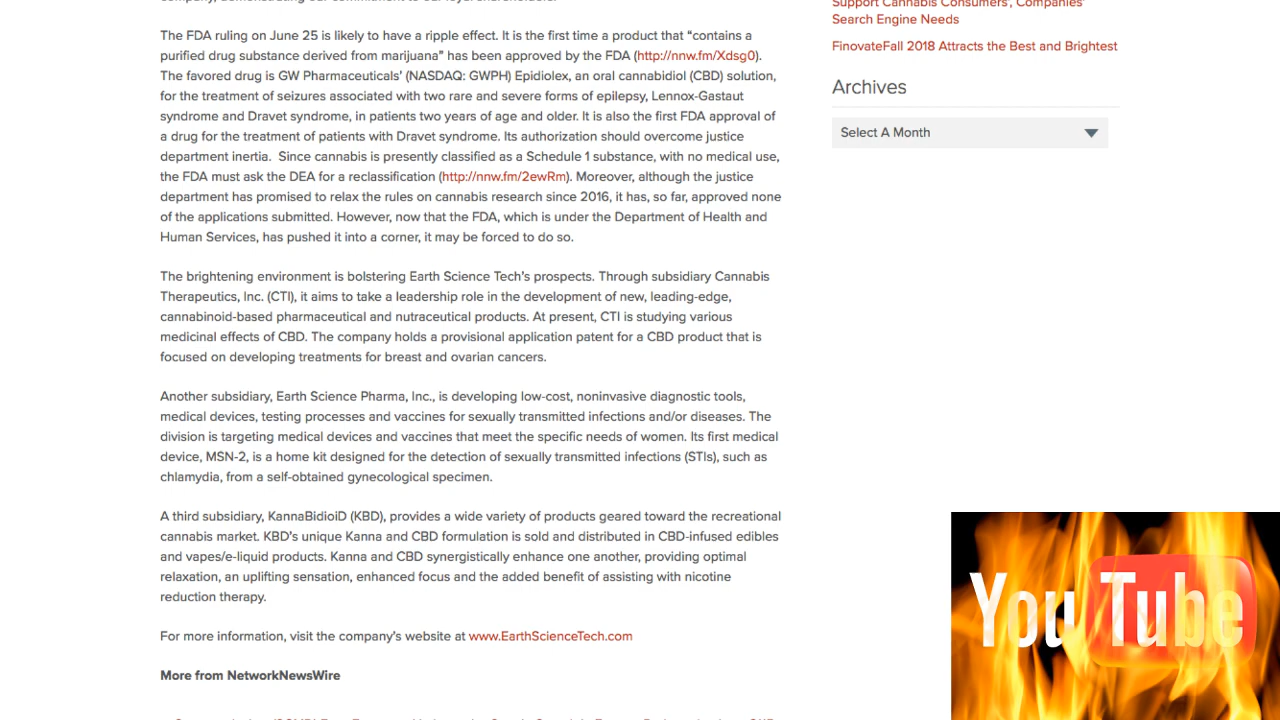 The FDA ruling on June 25 is likely to have a ripple effect. It is the first time a product that “contains a
purified drug substance derived from marijuana” has been approved by the FDA (http://nnw.fm/Xdsg0).
The favored drug is GW Pharmaceuticals’ (NASDAQ: GWPH) Epidiolex, an oral cannabidiol (CBD) solution,
for the treatment of seizures associated with two rare and severe forms of epilepsy, Lennox-Gastaut
syndrome and Dravet syndrome, in patients two years of age and older. It is also the first FDA approval of
a drug for the treatment of patients with Dravet syndrome. Its authorization should overcome justice
department inertia.  Since cannabis is presently classified as a Schedule 1 substance, with no medical use,
the FDA must ask the DEA for a reclassification (http://nnw.fm/2ewRm). Moreover, although the justice
department has promised to relax the rules on cannabis research since 2016, it has, so far, approved none
of the applications submitted. However, now that the FDA, which is under the Department of Health and
Human Services, has pushed it into a corner, it may be forced to do so.
The brightening environment is bolstering Earth Science Tech’s prospects. Through subsidiary Cannabis
Therapeutics, Inc. (CTI), it aims to take a leadership role in the development of new, leading-edge,
cannabinoid-based pharmaceutical and nutraceutical products. At present, CTI is studying various
medicinal effects of CBD. The company holds a provisional application patent for a CBD product that is
focused on developing treatments for breast and ovarian cancers.
Another subsidiary, Earth Science Pharma, Inc., is developing low-cost, noninvasive diagnostic tools,
medical devices, testing processes and vaccines for sexually transmitted infections and/or diseases. The
division is targeting medical devices and vaccines that meet the specific needs of women. Its first medical
device, MSN-2, is a home kit designed for the detection of sexually transmitted infections (STIs), such as
chlamydia, from a self-obtained gynecological specimen.
A third subsidiary, KannaBidioiD (KBD), provides a wide variety of products geared toward the recreational
cannabis market. KBD’s unique Kanna and CBD formulation is sold and distributed in CBD-infused edibles
and vapes/e-liquid products. Kanna and CBD synergistically enhance one another, providing optimal
relaxation, an uplifting sensation, enhanced focus and the added benefit of assisting with nicotine
reduction therapy.
For more information, visit the company’s website at www.EarthScienceTech.com
More from NetworkNewsWire
Support Cannabis Consumers’, Companies’
Search Engine Needs
FinovateFall 2018 Attracts the Best and Brightest
Archives
Select A Month
YouTube